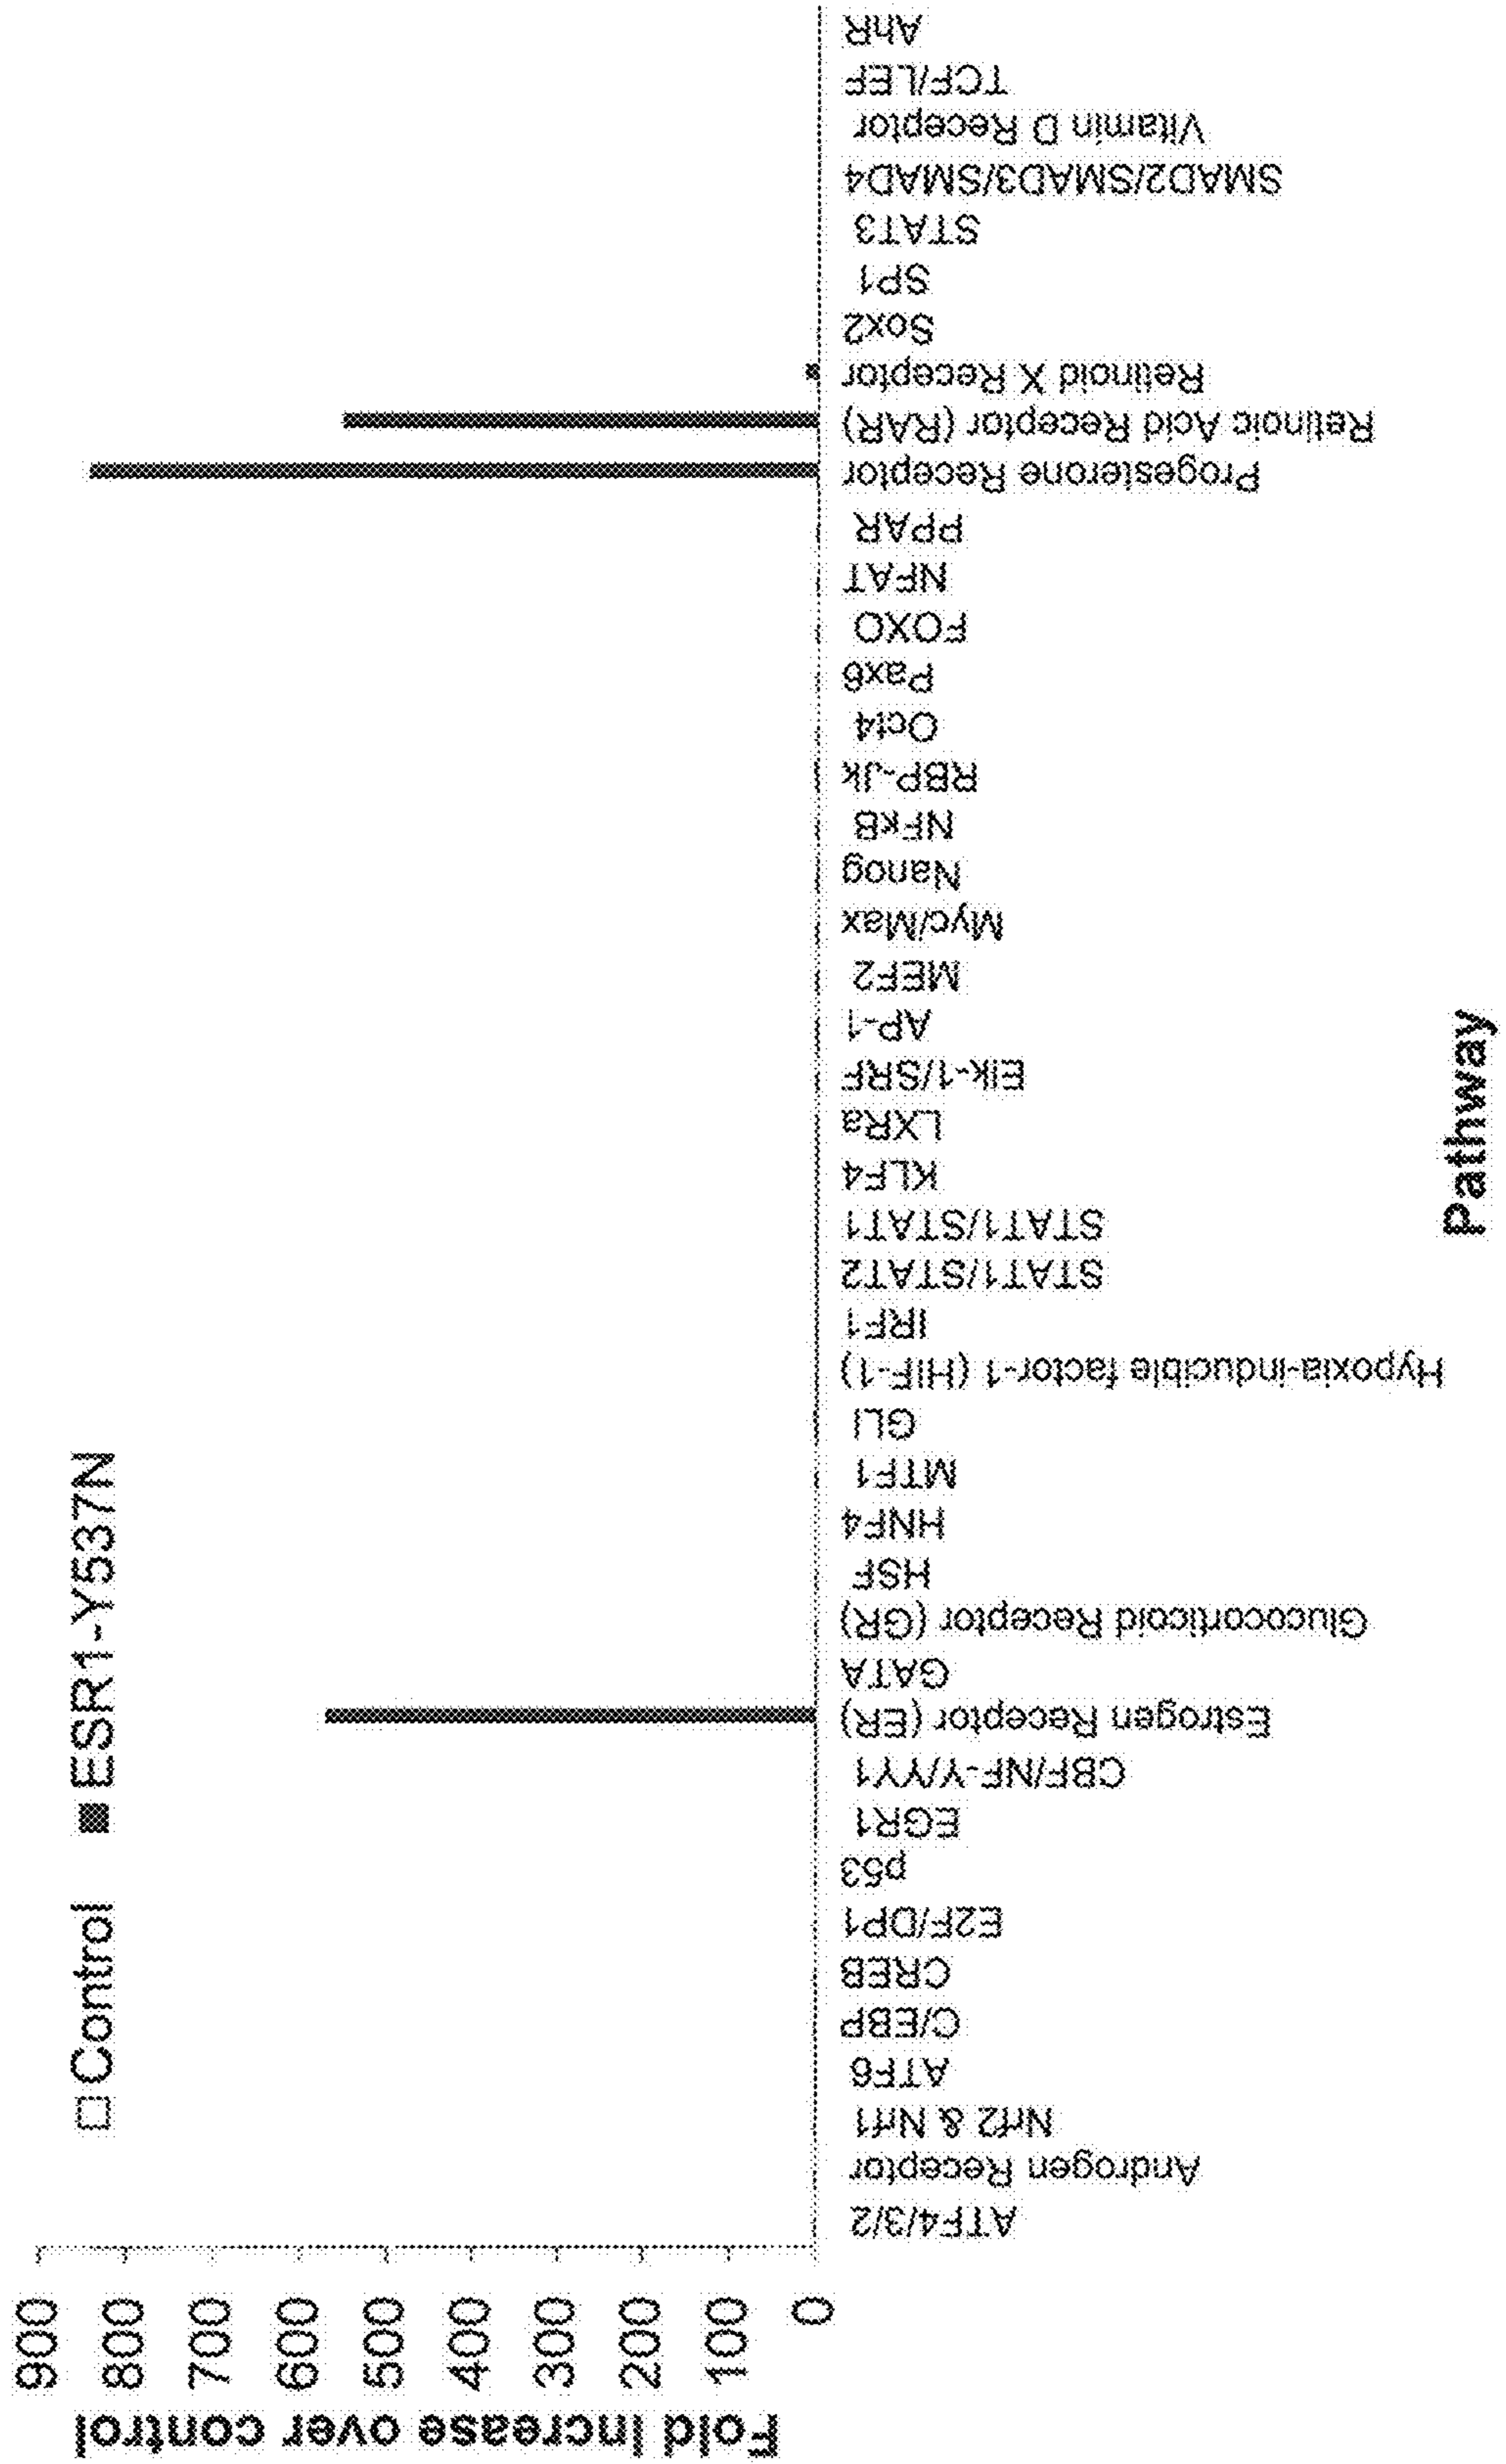 Control
ESR1-Y537N
Fold increase over control
900
800
700
600
500
400
300
200
100
0
ATF4/3/2
Androgen Receptor
Nrf2 & Nrf1
ATF6
C/EBP
CREB
E2F/DP1
p53
EGR1
CBF/NF-Y/YY1
Estrogen Receptor (ER)
GATA
Glucocorticoid Receptor (GR)
HSF
HNF4
MTF1
GLI
Hypoxia-inducible factor-1 (HIF-1)
IRF1
STAT1/STAT2
STAT1/STAT1
KLF4
LXRa
Elk-1/SRF
AP-1
MEF2
Myc/Max
Nanog
NFκB
RBP-Jk
Oct4
Pax6
FOXO
NFAT
PPAR
Progesterone Receptor
Retinoic Acid Receptor (RAR)
Retinoid X Receptor
Sox2
SP1
STAT3
SMAD2/SMAD3/SMAD4
Vitamin D Receptor
TCF/LEF
AhR
Pathway